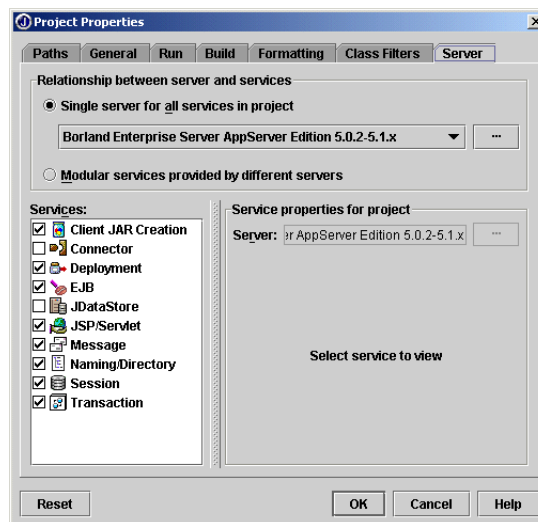 Project Properties
Paths General Run Build Formatting Class Filters Server
Relationship between server and services
Single server for all services in project
Borland Enterprise Server AppServer Edition 5.0.2-5.1.x ...
Modular services provided by different servers
Services:
Client JAR Creation
Connector
Deployment
EJB
JDataStore
JSP/Servlet
Message
Naming/Directory
Session
Transaction
Service properties for project
Server: er AppServer Edition 5.0.2-5.1.x ...
Select service to view
Reset OK Cancel Help